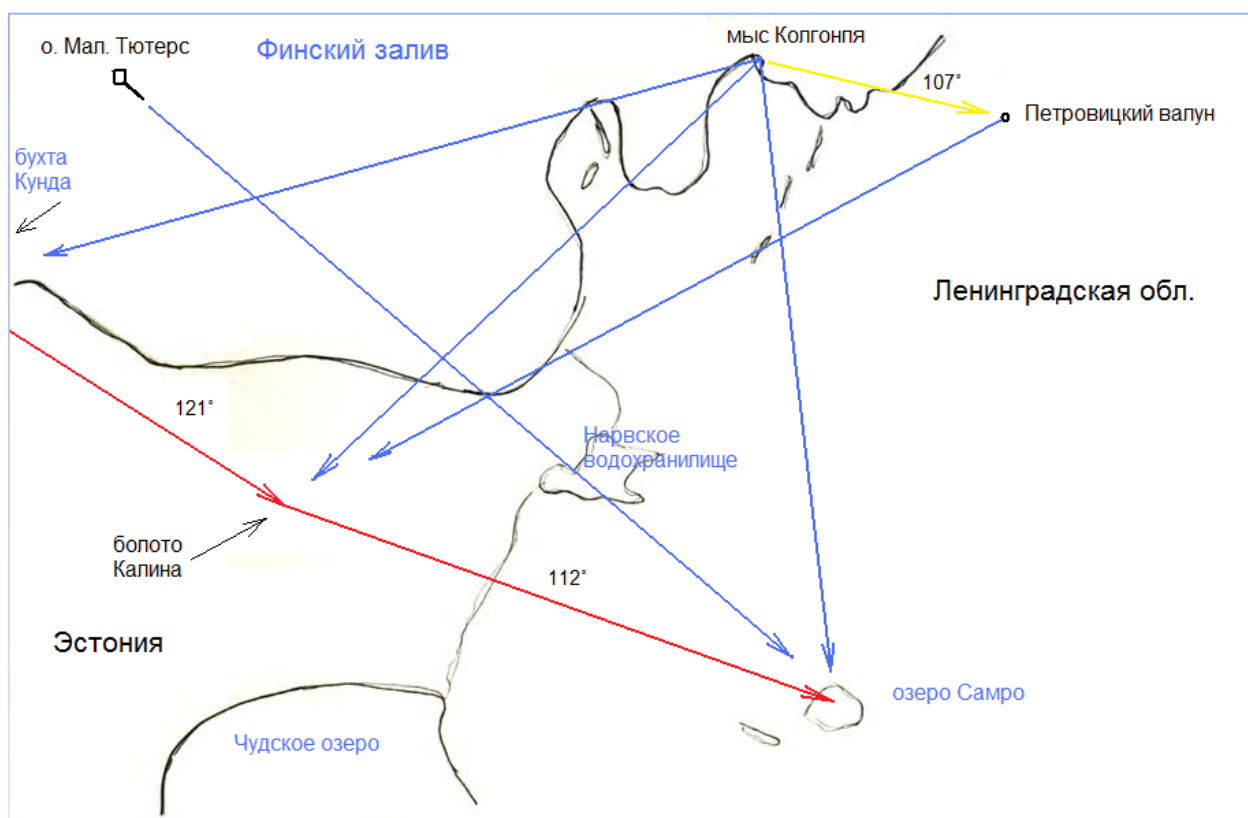 о. Мал. Тютерс
Финский залив
мыс Колгонпя
107˚
Петровицкий валун
бухта
Кунда
Ленинградская обл.
121˚
Нарвское
водохранилище
болото
Калина
112˚
Эстония
озеро Самро
Чудское озеро